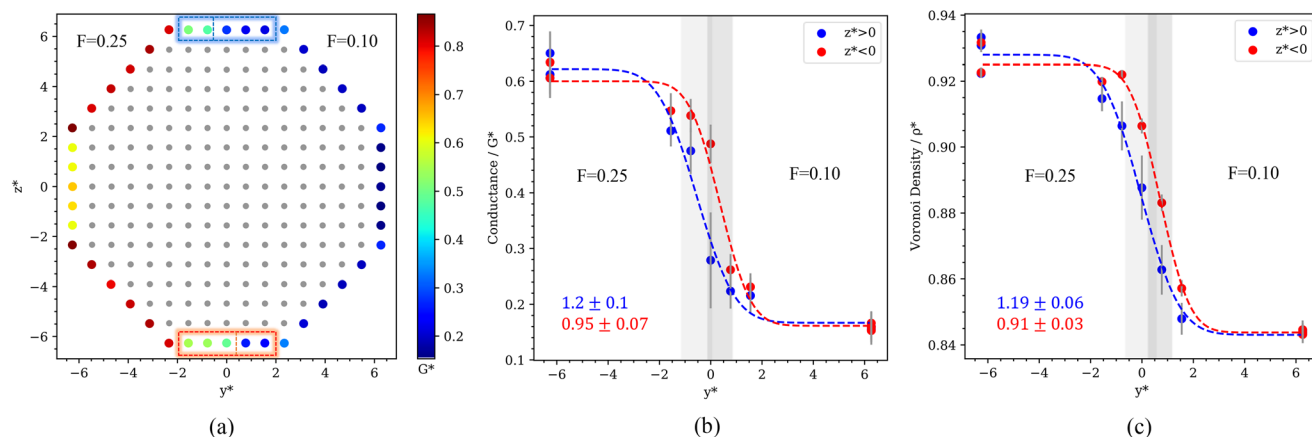 F=0.25
F=0.10
z*
6
4
2
0
−2
−4
−6
−6
−4
−2
0
2
4
6
y*
0.8
0.7
0.6
0.5
0.4
0.3
0.2
G*
(a)
Conductance / G*
0.7
0.6
0.5
0.4
0.3
0.2
0.1
z*>0
z*<0
F=0.25
F=0.10
1.2 ± 0.1
0.95 ± 0.07
−6
−4
−2
0
2
4
6
y*
(b)
Voronoi Density / ρ*
0.94
0.92
0.90
0.88
0.86
0.84
z*>0
z*<0
F=0.25
F=0.10
1.19 ± 0.06
0.91 ± 0.03
−6
−4
−2
0
2
4
6
y*
(c)